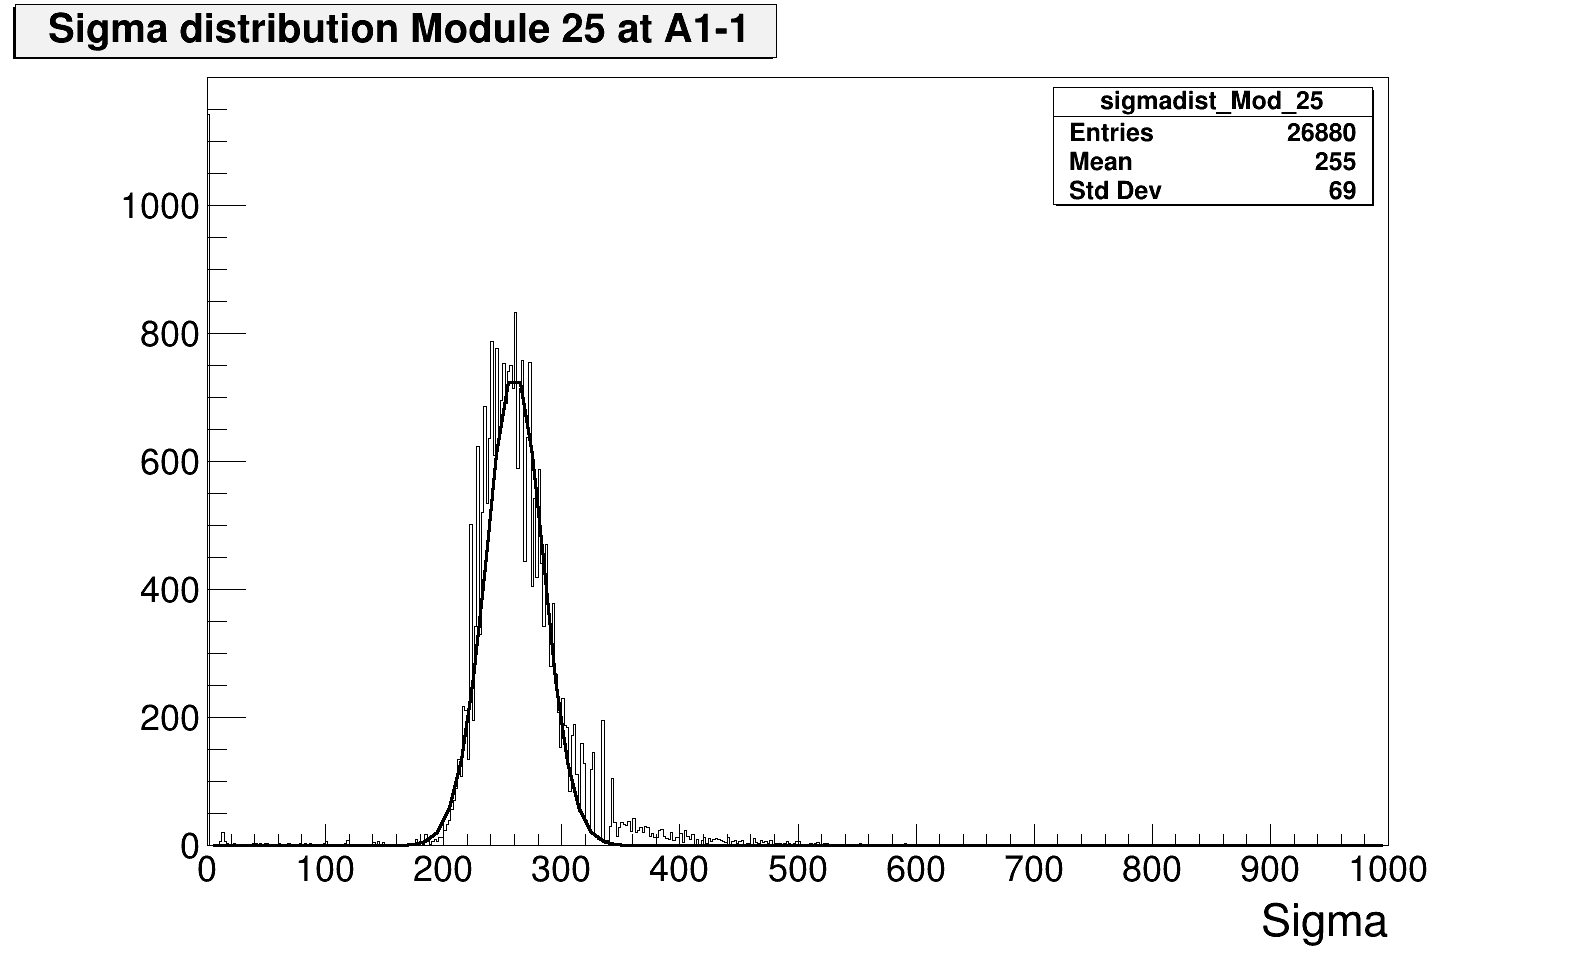 Sigma distribution Module 25 at A1-1
sigmadist_Mod_25
Entries 26880
Mean 255
Std Dev 69
1000
800
600
400
200
0
0 100 200 300 400 500 600 700 800 900 1000
Sigma